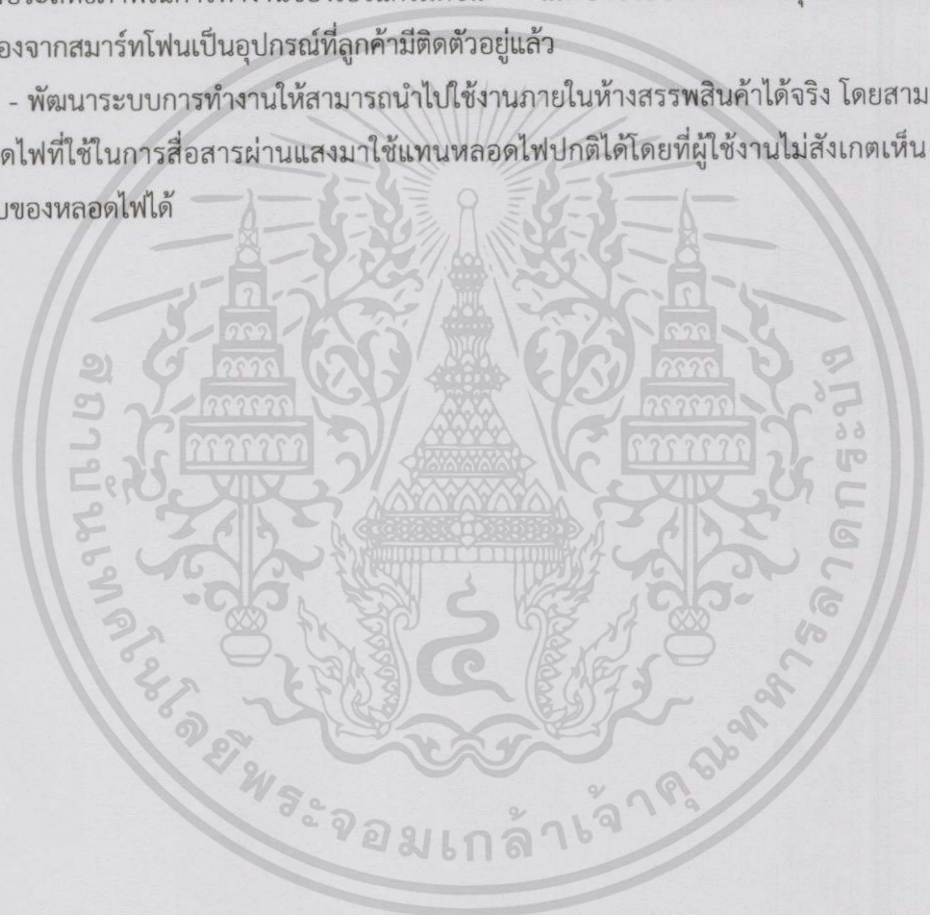 องจากสมาร์ทโฟนเป็นอุปกรณ์ที่ลูกค้ามีติดตัวอยู่แล้ว
- พัฒนาระบบการทำงานให้สามารถนำไปใช้งานภายในห้างสรรพสินค้าได้จริง โดยสาม
ดไฟที่ใช้ในการสื่อสารผ่านแสงมาใช้แทนหลอดไฟปกติได้โดยที่ผู้ใช้งานไม่สังเกตเห็น
บของหลอดไฟได้
สถาบันเทคโนโลยีพระจอมเกล้าเจ้าคุณทหารลาดกระบัง